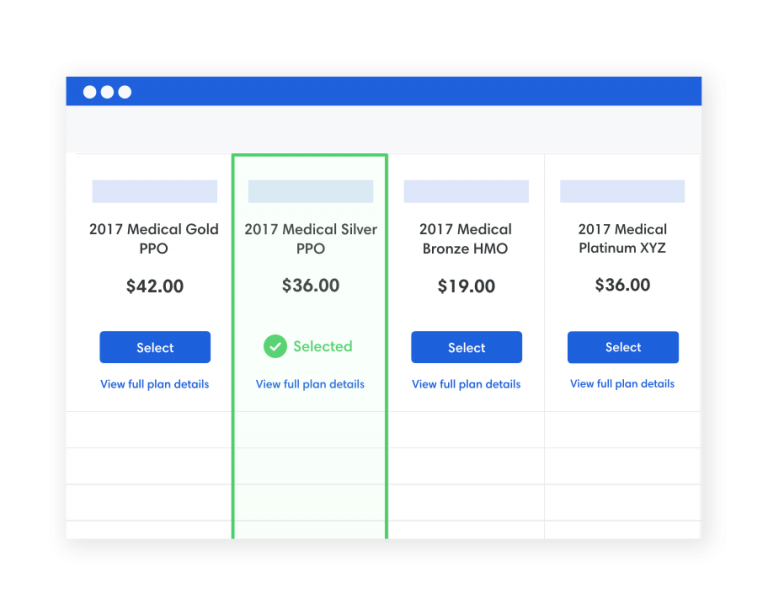 2017 Medical Gold
PPO
$42.00
Select
View full plan details
2017 Medical Silver
PPO
$36.00
Selected
View full plan details
2017 Medical
Bronze HMO
$19.00
Select
View full plan details
2017 Medical
Platinum XYZ
$36.00
Select
View full plan details